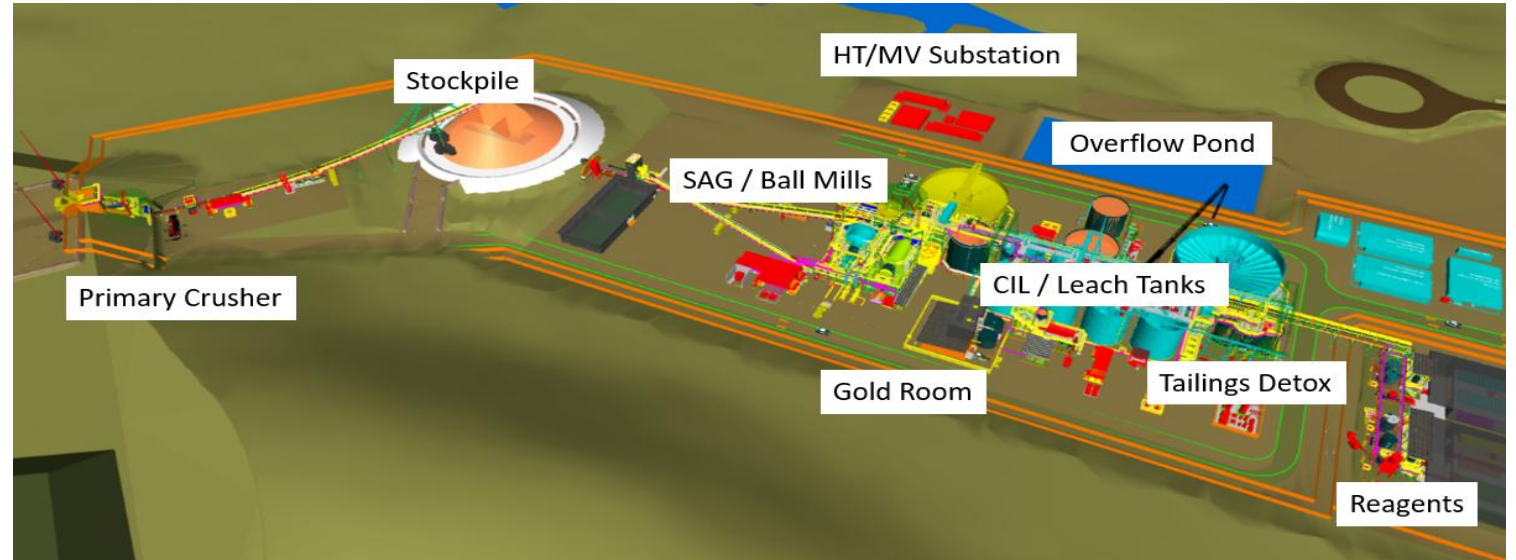 HT/MV Substation
Stockpile
Overflow Pond
SAG / Ball Mills
CIL / Leach Tanks
Primary Crusher
Tailings Detox
Gold Room
Reagents